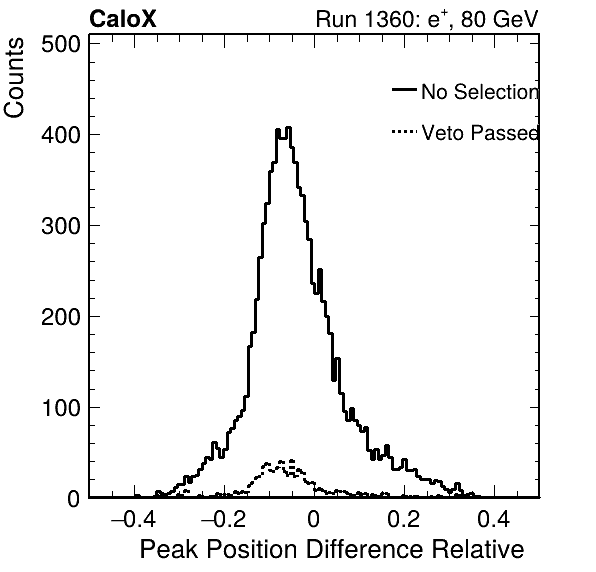 CaloX Run 1360: e+, 80 GeV
Counts
500
400
300
200
100
0
No Selection
Veto Passed
−0.4 −0.2 0 0.2 0.4
Peak Position Difference Relative